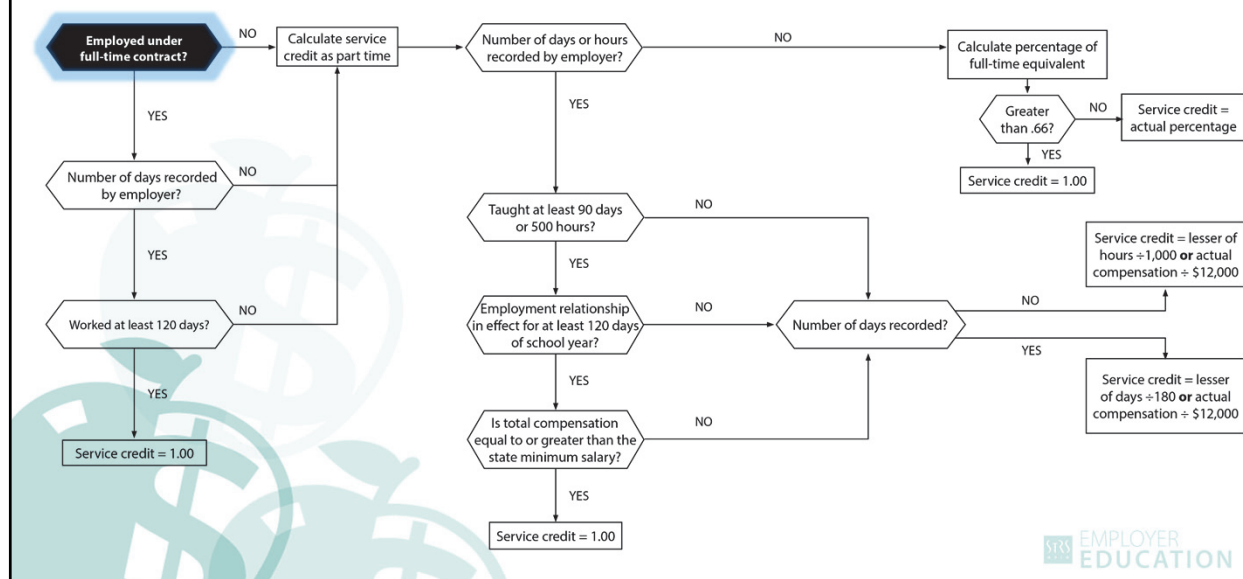 Employed under
full-time contract?
NO
Calculate service
credit as part time
Number of days or hours
recorded by employer?
NO
Calculate percentage of
full-time equivalent
YES
YES
Greater
than .66?
NO
Service credit =
actual percentage
YES
Service credit = 1.00
Number of days recorded
by employer?
NO
Taught at least 90 days
or 500 hours?
NO
YES
YES
Service credit = lesser of
hours ÷1,000 or actual
compensation ÷ $12,000
Worked at least 120 days?
NO
Employment relationship
in effect for at least 120 days
of school year?
NO
Number of days recorded?
NO
YES
YES
YES
Service credit = lesser
of days ÷180 or actual
compensation ÷ $12,000
Is total compensation
equal to or greater than the
state minimum salary?
NO
Service credit = 1.00
YES
Service credit = 1.00
STRS
EMPLOYER
EDUCATION